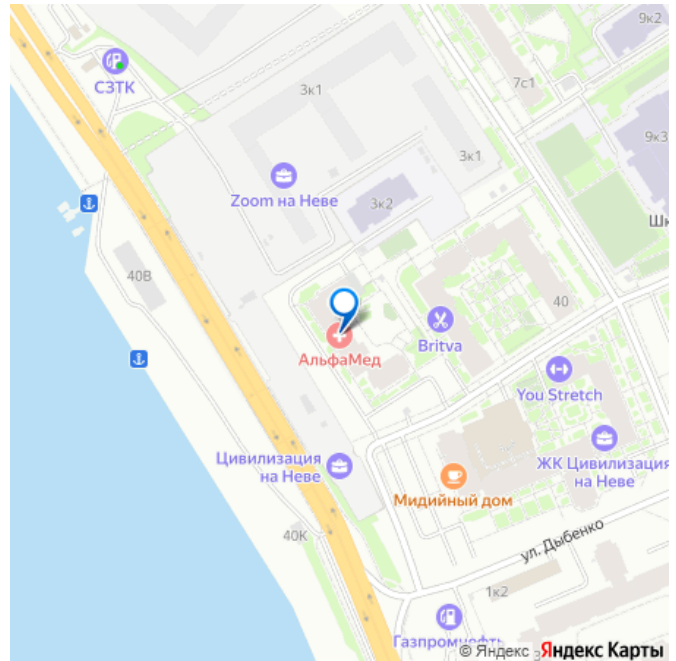 9к2
СЗТК
7с1
3к1
9к3
3к1
Zoom на Неве
3к2
Шк
40В
40
АльфаМед
Britva
You Stretch
Цивилизация
на Неве
ЖК Цивилизация
на Неве
Мидийный дом
40К
ул. Дыбенко
1к2
Газпромнефть
© Яндекс Яндекс Карты